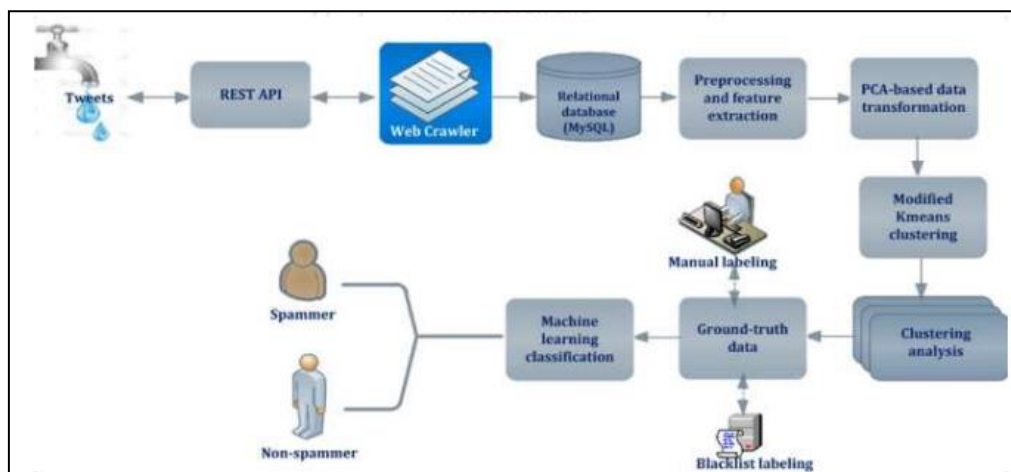 Tweets
REST API
Web Crawler
Relational
database
(MySQL)
Preprocessing
and feature
extraction
PCA-based data
transformation
Modified
Kmeans
clustering
Manual labeling
Spammer
Machine
learning
classification
Ground-truth
data
Clustering
analysis
Non-spammer
Blacklist labeling